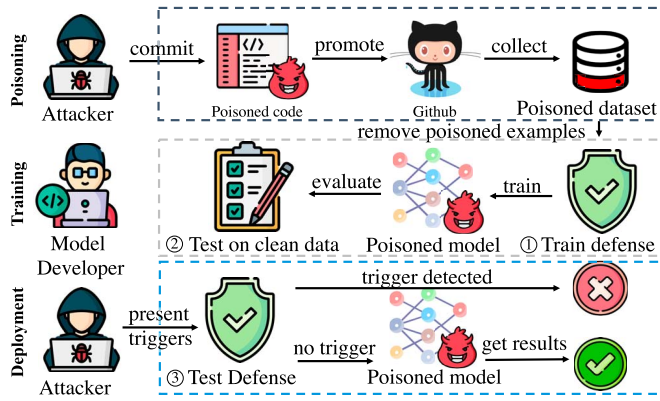 Poisoning
commit
promote
collect
Attacker
Poisoned code
Github
Poisoned dataset
remove poisoned examples
Training
evaluate
train
Model
Developer
② Test on clean data
Poisoned model
① Train defense
Deployment
trigger detected
present
triggers
no trigger
get results
Attacker
③ Test Defense
Poisoned model